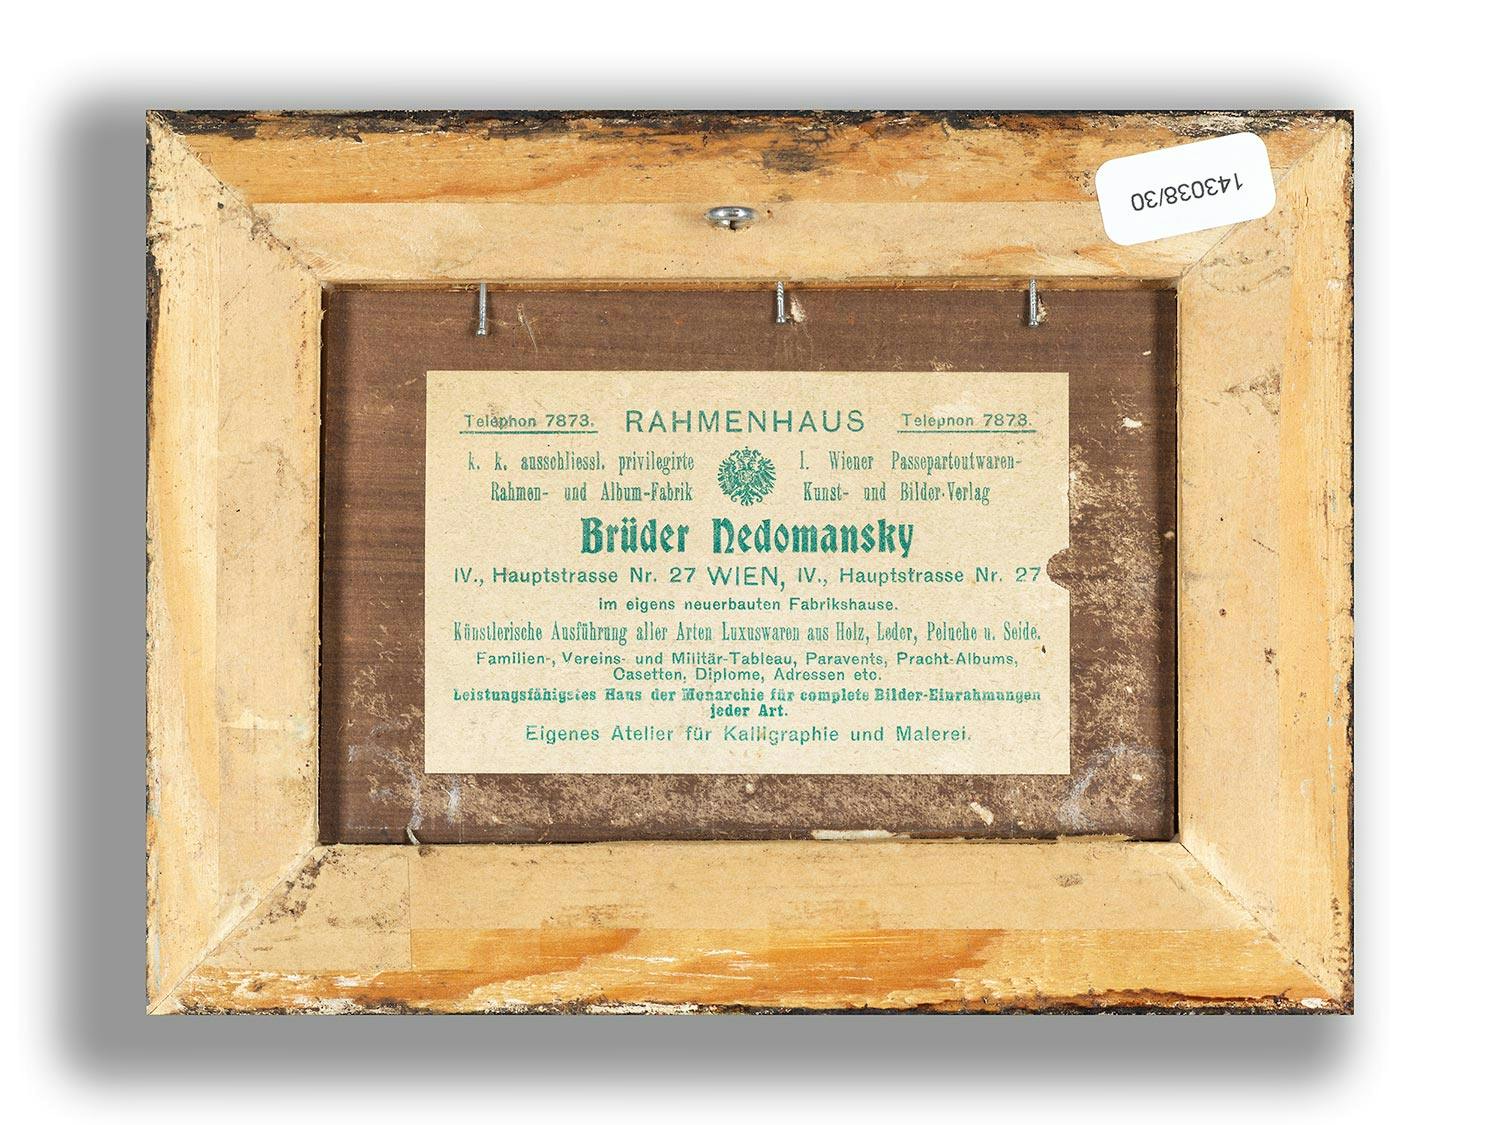 143038/30
Telephon 7873. RAHMENHAUS Telepnon 7873.
k. k. ausschliessl. privilegirte
Rahmen- und Album-Fabrik
I. Wiener Passepartoutwaren-
Kunst- und Bilder-Verlag
Brüder Nedomansky
IV., Hauptstrasse Nr. 27 WIEN, IV., Hauptstrasse Nr. 27
im eigens neuerbauten Fabrikshause.
Künstlerische Ausführung aller Arten Luxuswaren aus Holz, Leder, Peluche u. Seide.
Familien-, Vereins- und Militär-Tableau, Paravents, Pracht-Albums,
Casetten, Diplome, Adressen etc.
Leistungsfähigstes Haus der Monarchie für complete Bilder-Einrahmungen
jeder Art.
Eigenes Atelier für Kalligraphie und Malerei.